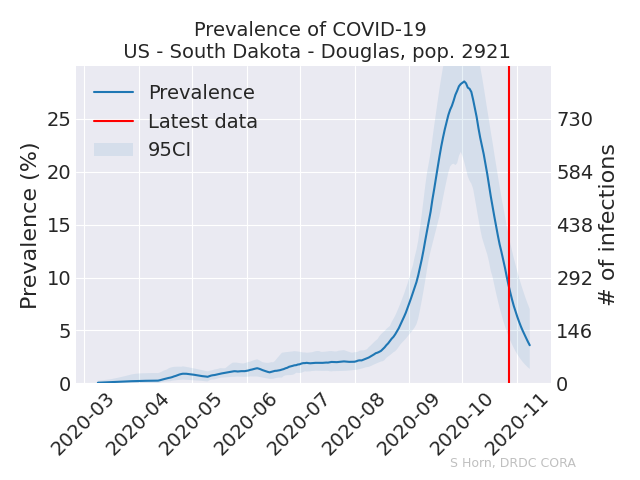 Prevalence of COVID-19
US - South Dakota - Douglas, pop. 2921
Prevalence
Latest data
95CI
Prevalence (%)
25
20
15
10
5
0
# of infections
730
584
438
292
146
0
2020-03
2020-04
2020-05
2020-06
2020-07
2020-08
2020-09
2020-10
2020-11
S Horn, DRDC CORA